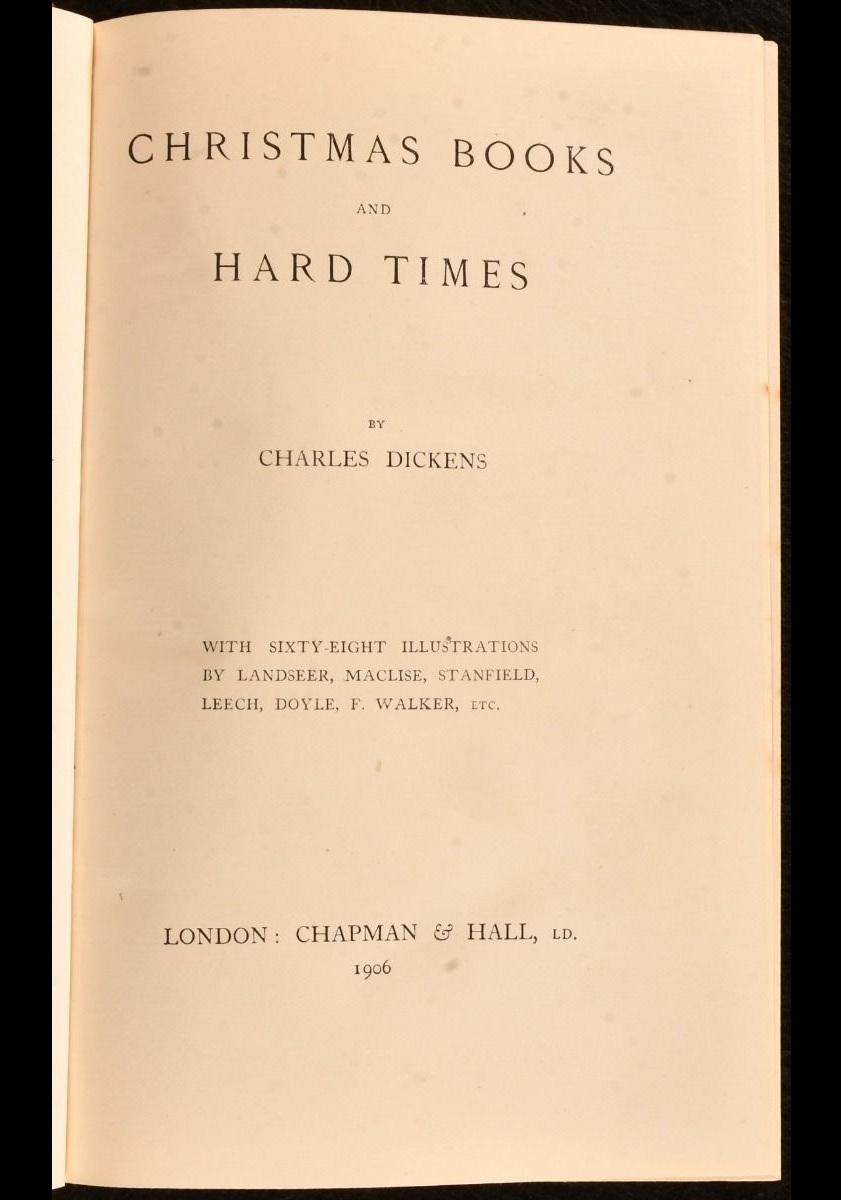 CHRISTMAS BOOKS
AND
HARD TIMES
BY
CHARLES DICKENS
WITH SIXTY-EIGHT ILLUSTRATIONS
BY LANDSEER, MACLISE, STANFIELD,
LEECH, DOYLE, F. WALKER, ETC.
LONDON: CHAPMAN & HALL, LD.
1906